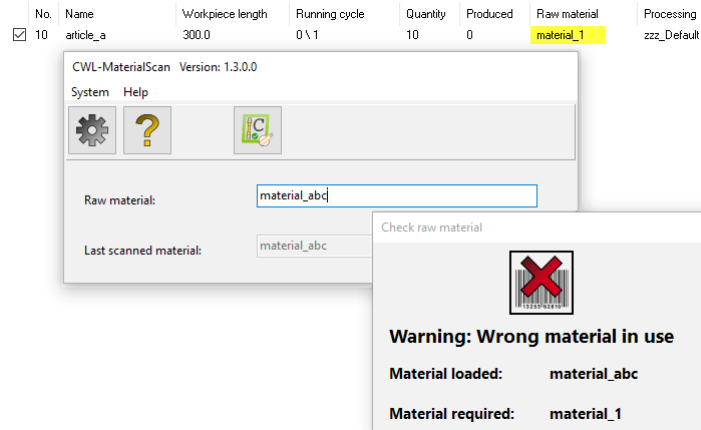 No. Name Workpiece length Running cycle Quantity Produced Raw material Processing
10 article_a 300.0 0 \ 1 10 0 material_1 zzz_Default
CWL-MaterialScan Version: 1.3.0.0
System Help
C
Raw material: material_abc
Last scanned material: material_abc
Check raw material
13253 62810
Warning: Wrong material in use
Material loaded: material_abc
Material required: material_1